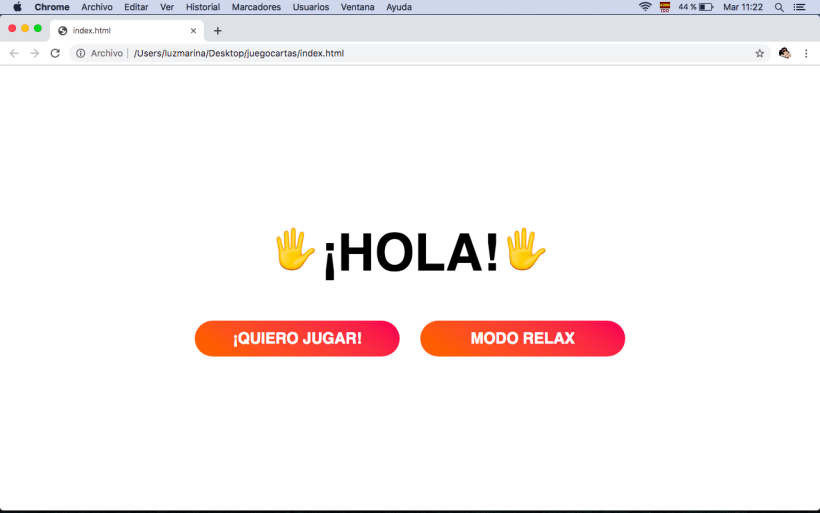 Chrome Archivo Editar Ver Historial Marcadores Usuarios Ventana Ayuda 44 % Mar 11:22
index.html
Archivo /Users/luzmarina/Desktop/juegocartas/index.html
🖐¡HOLA!🖐
¡QUIERO JUGAR! MODO RELAX